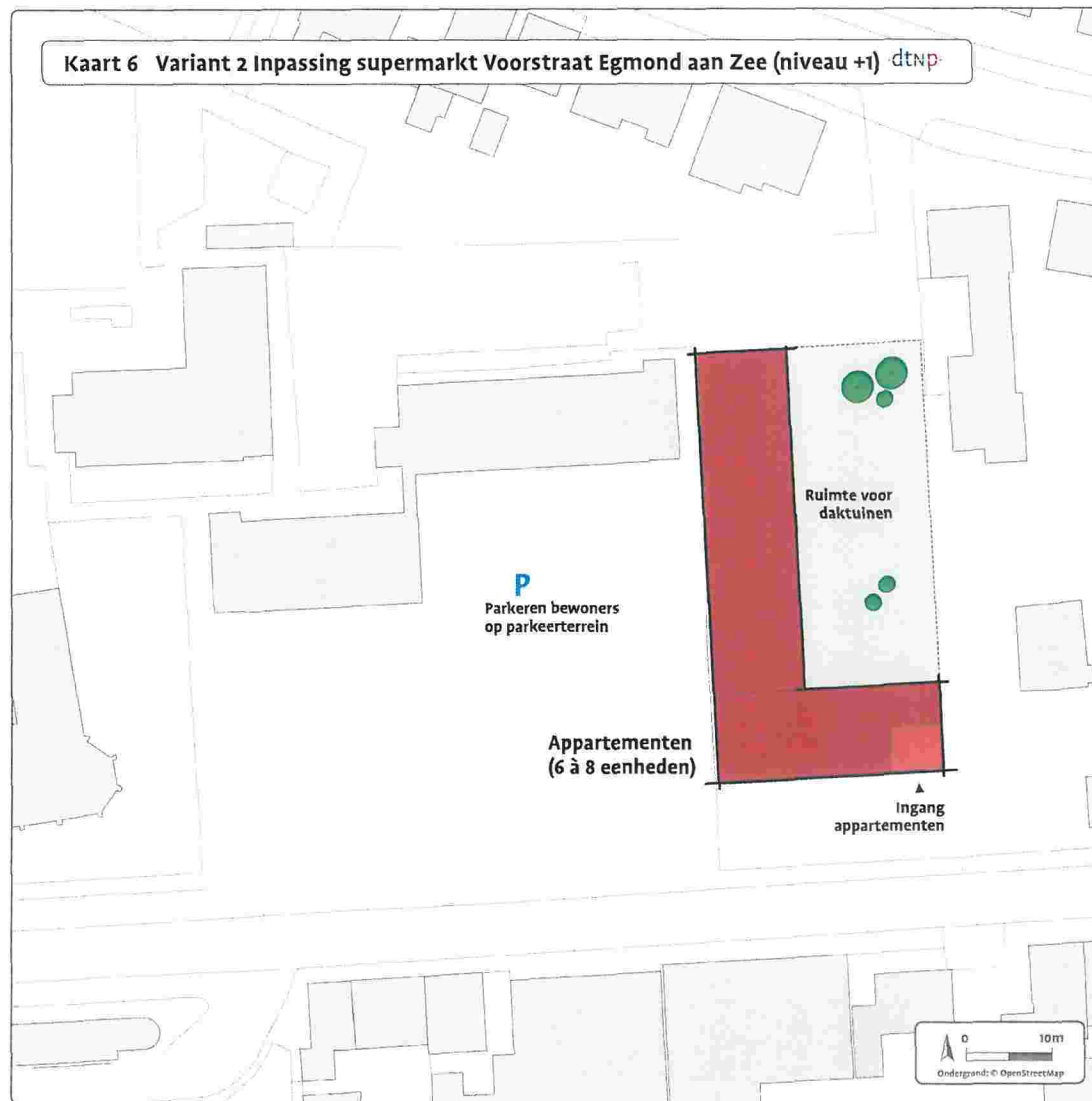 Kaart 6 Variant 2 Inpassing supermarkt Voorstraat Egmond aan Zee (niveau +1) dtnp
Ruimte voor
daktuinen
P
Parkeren bewoners
op parkeerterrein
Appartementen
(6 à 8 eenheden)
Ingang
appartementen
0 10m
Ondergrond: © OpenStreetMap